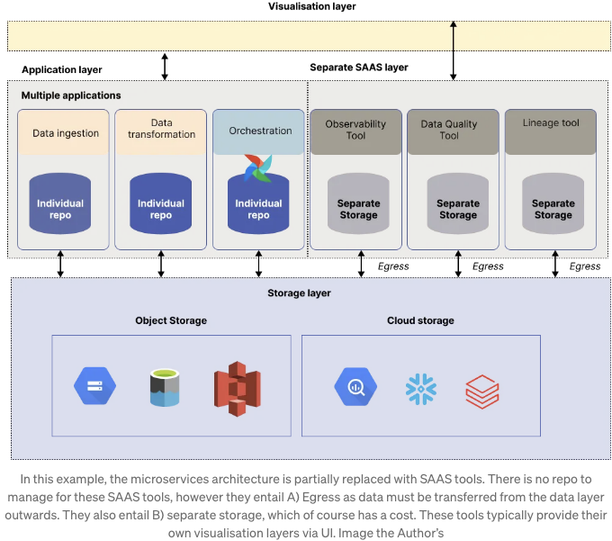 Visualisation layer
Application layer
Separate SAAS layer
Multiple applications
Data ingestion
Data
transformation
Orchestration
Observability
Tool
Data Quality
Tool
Lineage tool
Individual
repo
Individual
repo
Individual
repo
Separate
Storage
Separate
Storage
Separate
Storage
Egress
Egress
Egress
Storage layer
Object Storage
Cloud storage
In this example, the microservices architecture is partially replaced with SAAS tools. There is no repo to
manage for these SAAS tools, however they entail A) Egress as data must be transferred from the data layer
outwards. They also entail B) separate storage, which of course has a cost. These tools typically provide their
own visualisation layers via UI. Image the Author's